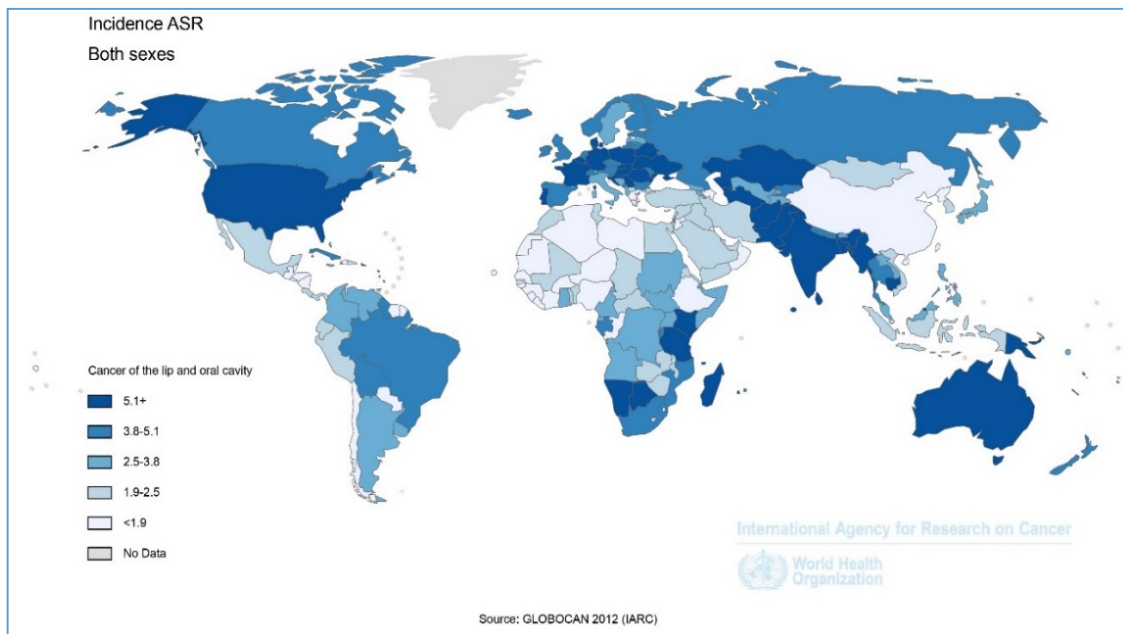 Incidence ASR
Both sexes
Cancer of the lip and oral cavity
5.1+
3.8-5.1
2.5-3.8
1.9-2.5
<1.9
No Data
International Agency for Research on Cancer
World Health
Organization
Source: GLOBOCAN 2012 (IARC)